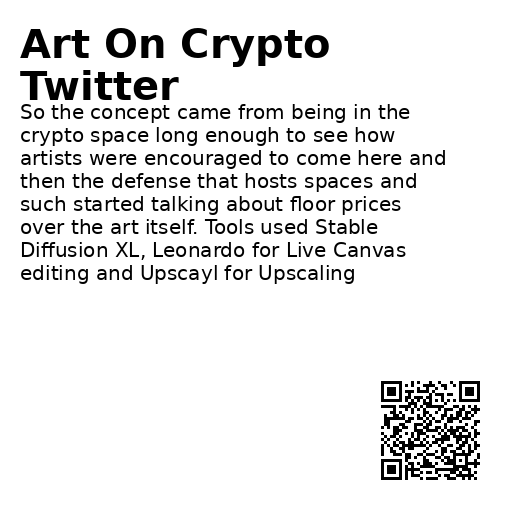 Art On Crypto
Twitter
So the concept came from being in the
crypto space long enough to see how
artists were encouraged to come here and
then the defense that hosts spaces and
such started talking about floor prices
over the art itself. Tools used Stable
Diffusion XL, Leonardo for Live Canvas
editing and Upscayl for Upscaling